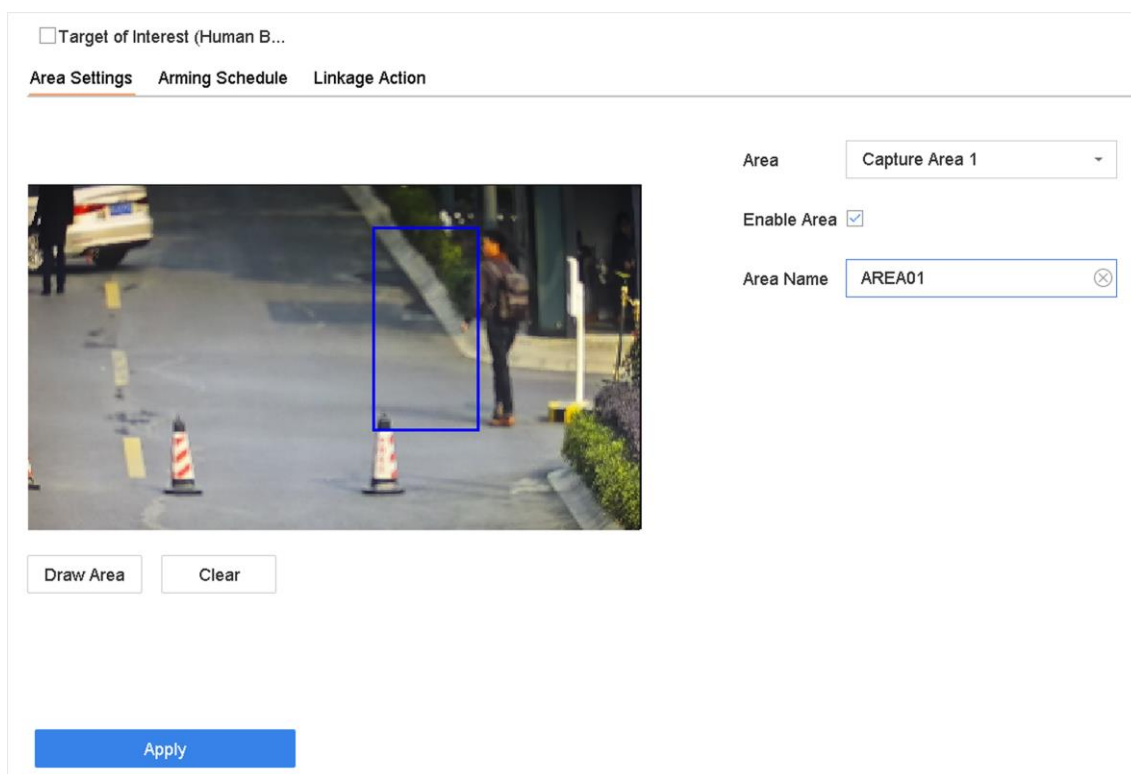 Target of Interest (Human B...
Area Settings Arming Schedule Linkage Action
Area Capture Area 1
Enable Area
Area Name AREA01
Draw Area Clear
Apply